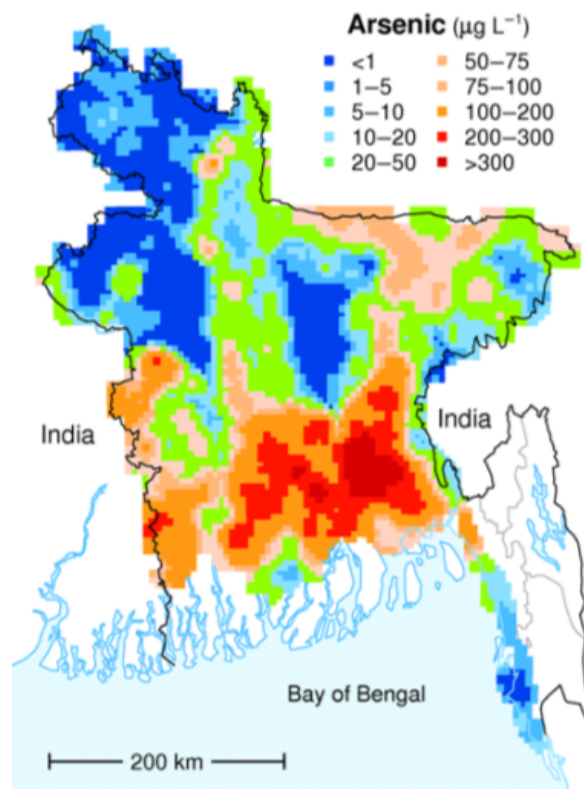 Arsenic (µg L⁻¹)
<1
1–5
5–10
10–20
20–50
50–75
75–100
100–200
200–300
>300
India
India
Bay of Bengal
200 km